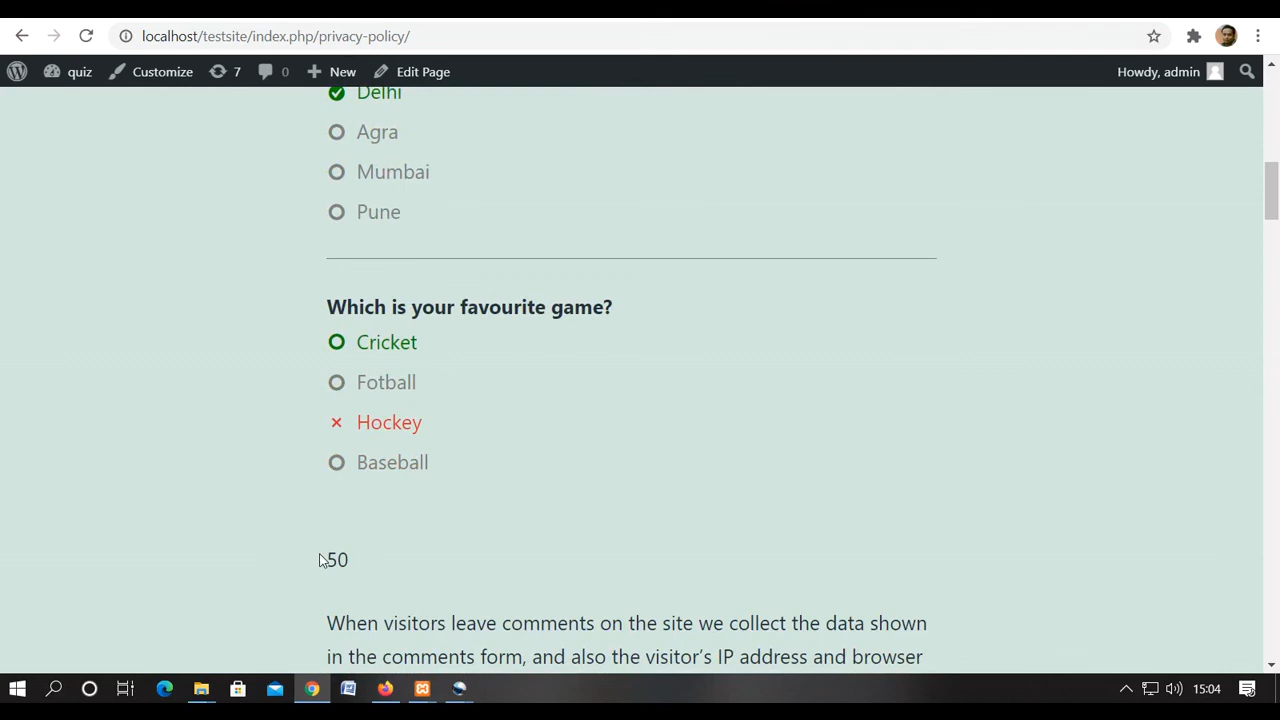 localhost/testsite/index.php/privacy-policy/
quiz Customize 7 0 New Edit Page Howdy, admin
Delhi
Agra
Mumbai
Pune
Which is your favourite game?
Cricket
Fotball
Hockey
Baseball
50
When visitors leave comments on the site we collect the data shown
in the comments form, and also the visitor's IP address and browser
15:04